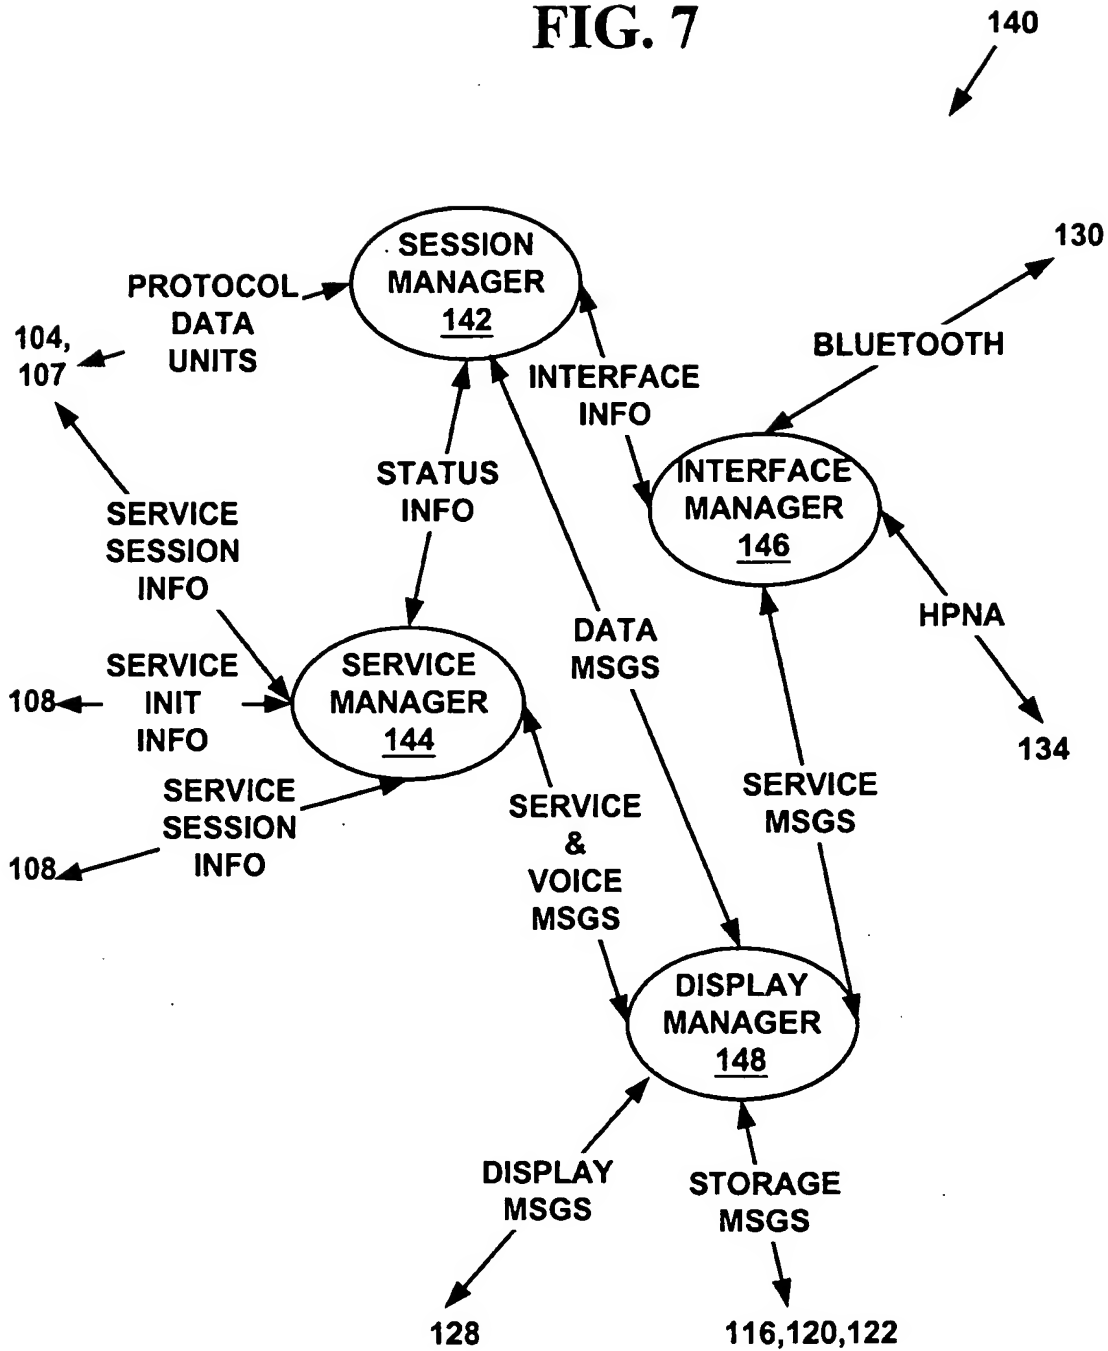 FIG. 7
140
SESSION
MANAGER
142
130
PROTOCOL
DATA
UNITS
104,
107
BLUETOOTH
INTERFACE
INFO
STATUS
INFO
INTERFACE
MANAGER
146
SERVICE
SESSION
INFO
HPNA
DATA
MSGS
SERVICE
INIT
INFO
108
SERVICE
MANAGER
144
134
SERVICE
SESSION
INFO
108
SERVICE
&
VOICE
MSGS
SERVICE
MSGS
DISPLAY
MANAGER
148
DISPLAY
MSGS
STORAGE
MSGS
128
116,120,122